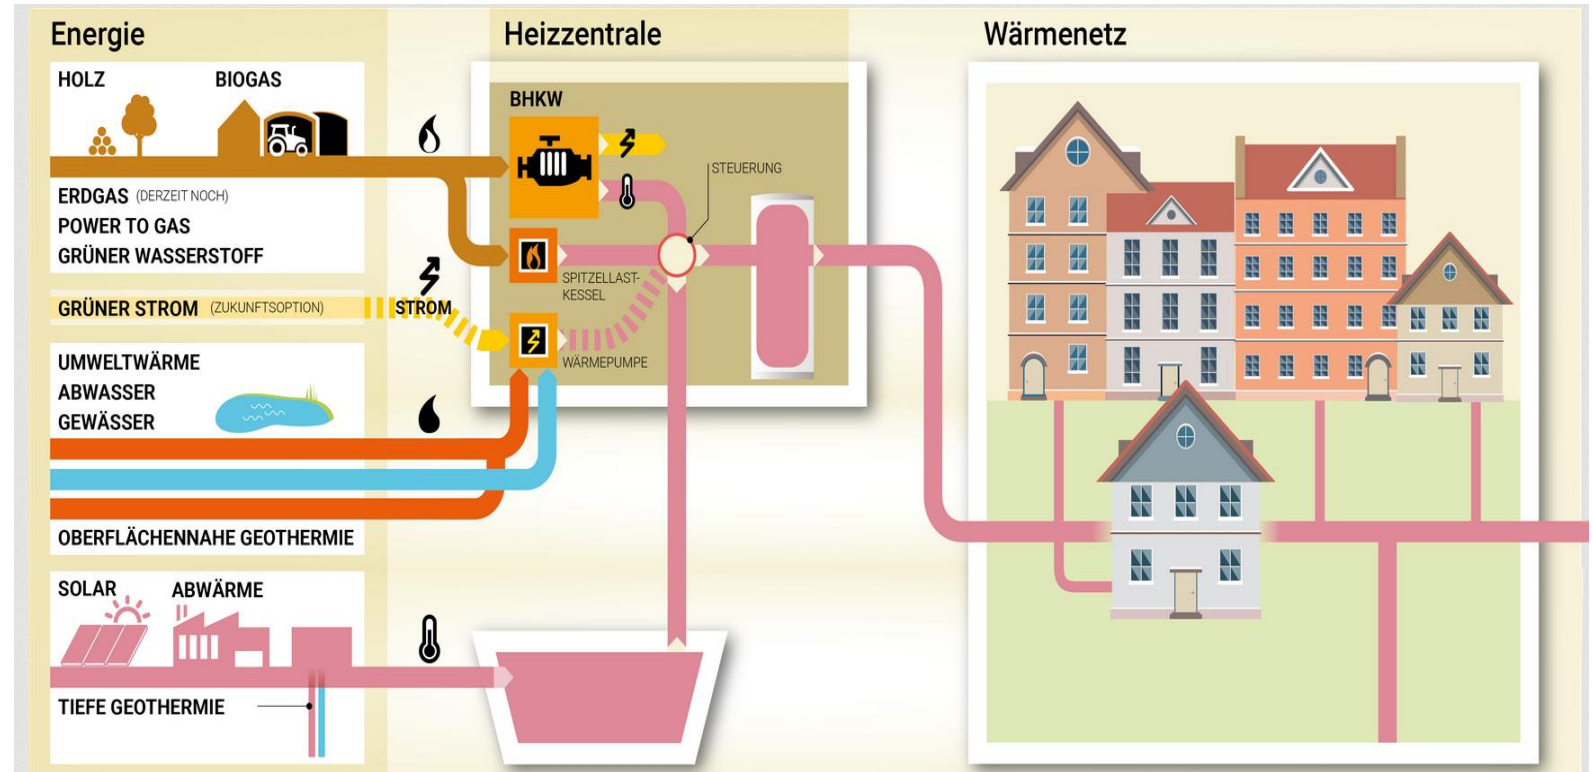 Energie
HOLZ
BIOGAS
ERDGAS (DERZEIT NOCH)
POWER TO GAS
GRÜNER WASSERSTOFF
GRÜNER STROM (ZUKUNFTSOPTION)
STROM
UMWELTWÄRME
ABWASSER
GEWÄSSER
OBERFLÄCHENNAHE GEOTHERMIE
SOLAR
ABWÄRME
TIEFE GEOTHERMIE
Heizzentrale
BHKW
STEUERUNG
SPITZELLAST-
KESSEL
WÄRMEPUMPE
Wärmenetz